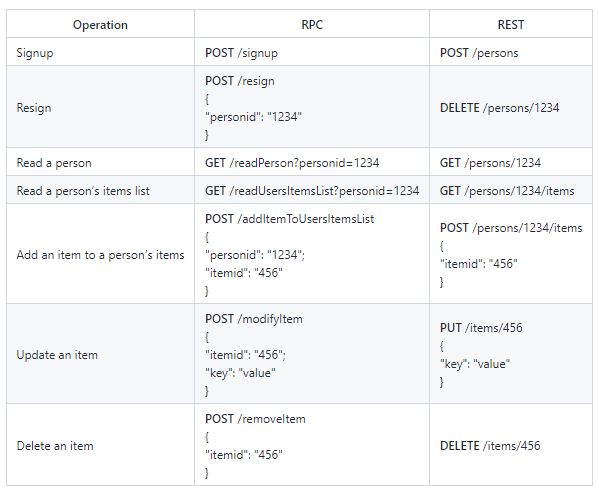 Operation RPC REST
Signup POST /signup POST /persons
Resign
POST /resign
{
"personid": "1234"
}
DELETE /persons/1234
Read a person GET /readPerson?personid=1234 GET /persons/1234
Read a person's items list GET /readUsersItemsList?personid=1234 GET /persons/1234/items
Add an item to a person's items
POST /addItemToUsersItemsList
{
"personid": "1234";
"itemid": "456"
}
POST /persons/1234/items
{
"itemid": "456"
}
Update an item
POST /modifyItem
{
"itemid": "456";
"key": "value"
}
PUT /items/456
{
"key": "value"
}
Delete an item
POST /removeItem
{
"itemid": "456"
}
DELETE /items/456